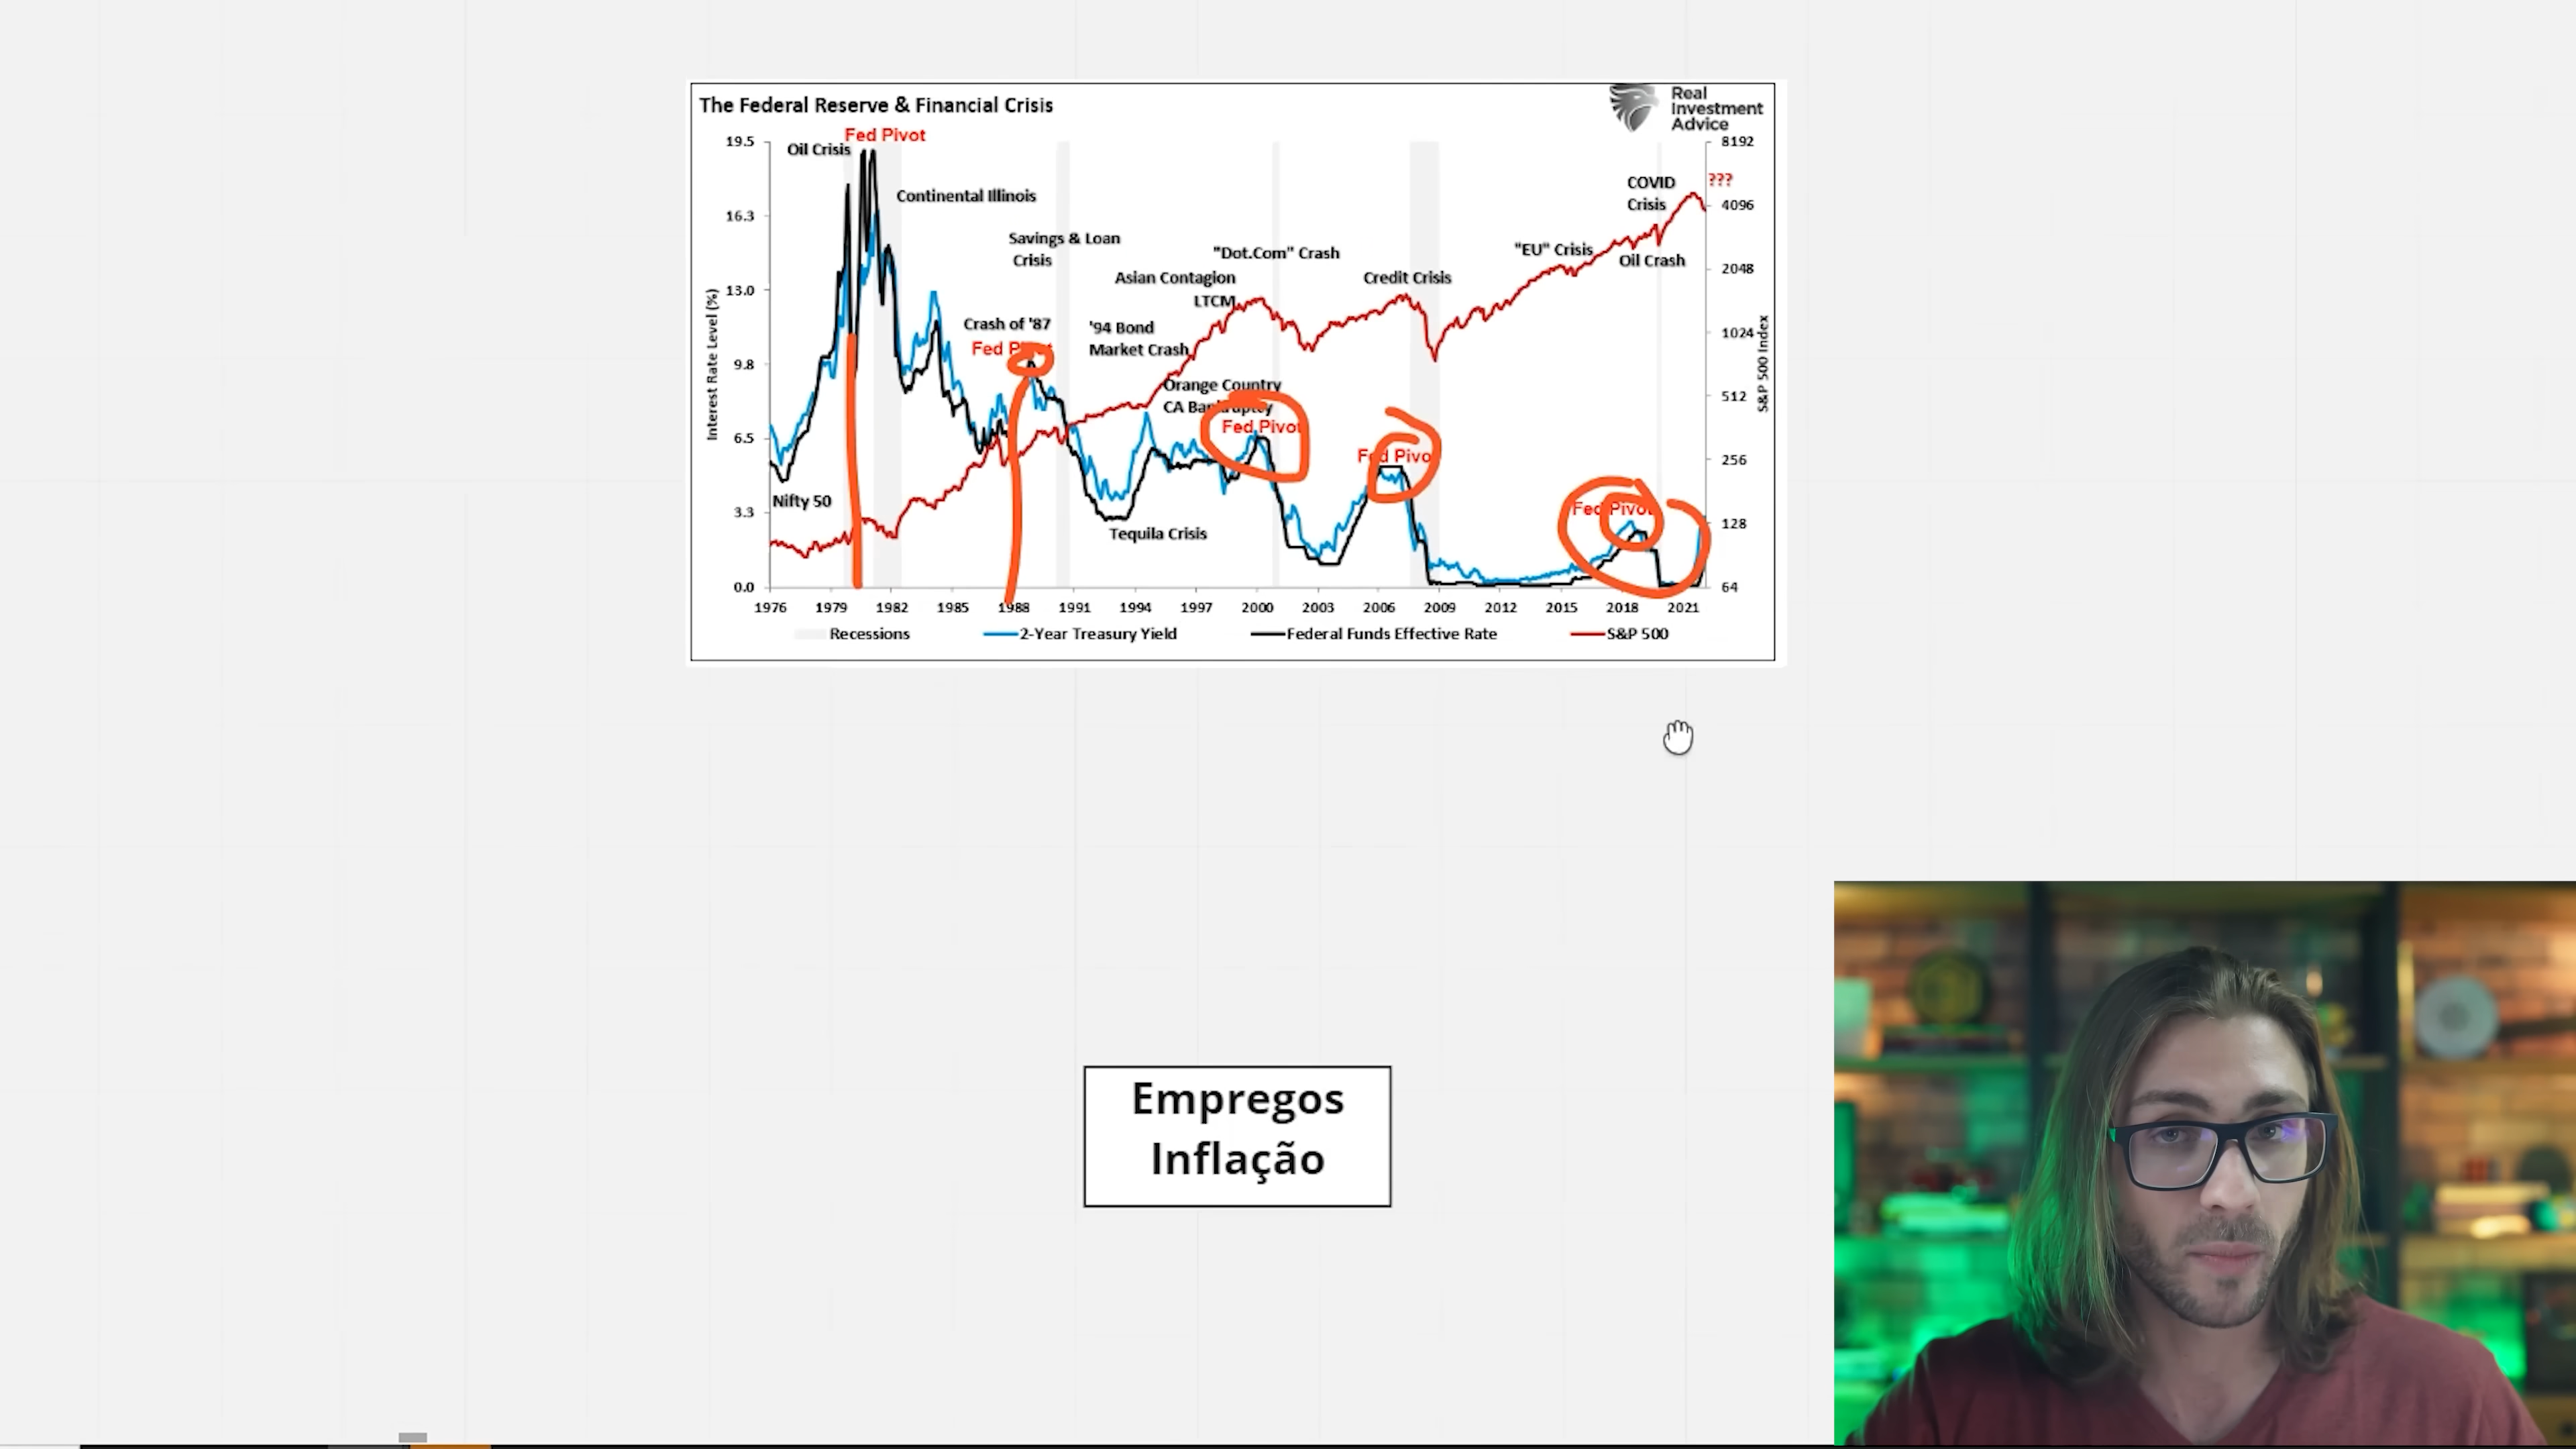 The Federal Reserve & Financial Crisis
Real
Investment
Advice
Fed Pivot
19.5
Oil Crisis
8192
COVID
Crisis
???
Continental Illinois
16.3
4096
Savings & Loan
Crisis
"Dot.Com" Crash
"EU" Crisis
Oil Crash
Asian Contagion
LTCM
Credit Crisis
2048
13.0
Crash of '87
Fed Pivot
'94 Bond
Market Crash
1024
9.8
Orange Country
CA Bankruptcy
Fed Pivot
512
6.5
Fed Pivot
256
Nifty 50
Fed Pivot
3.3
128
Tequila Crisis
0.0
64
Interest Rate Level (%)
S&P 500 Index
1976 1979 1982 1985 1988 1991 1994 1997 2000 2003 2006 2009 2012 2015 2018 2021
Recessions 2-Year Treasury Yield Federal Funds Effective Rate S&P 500
Empregos
Inflação